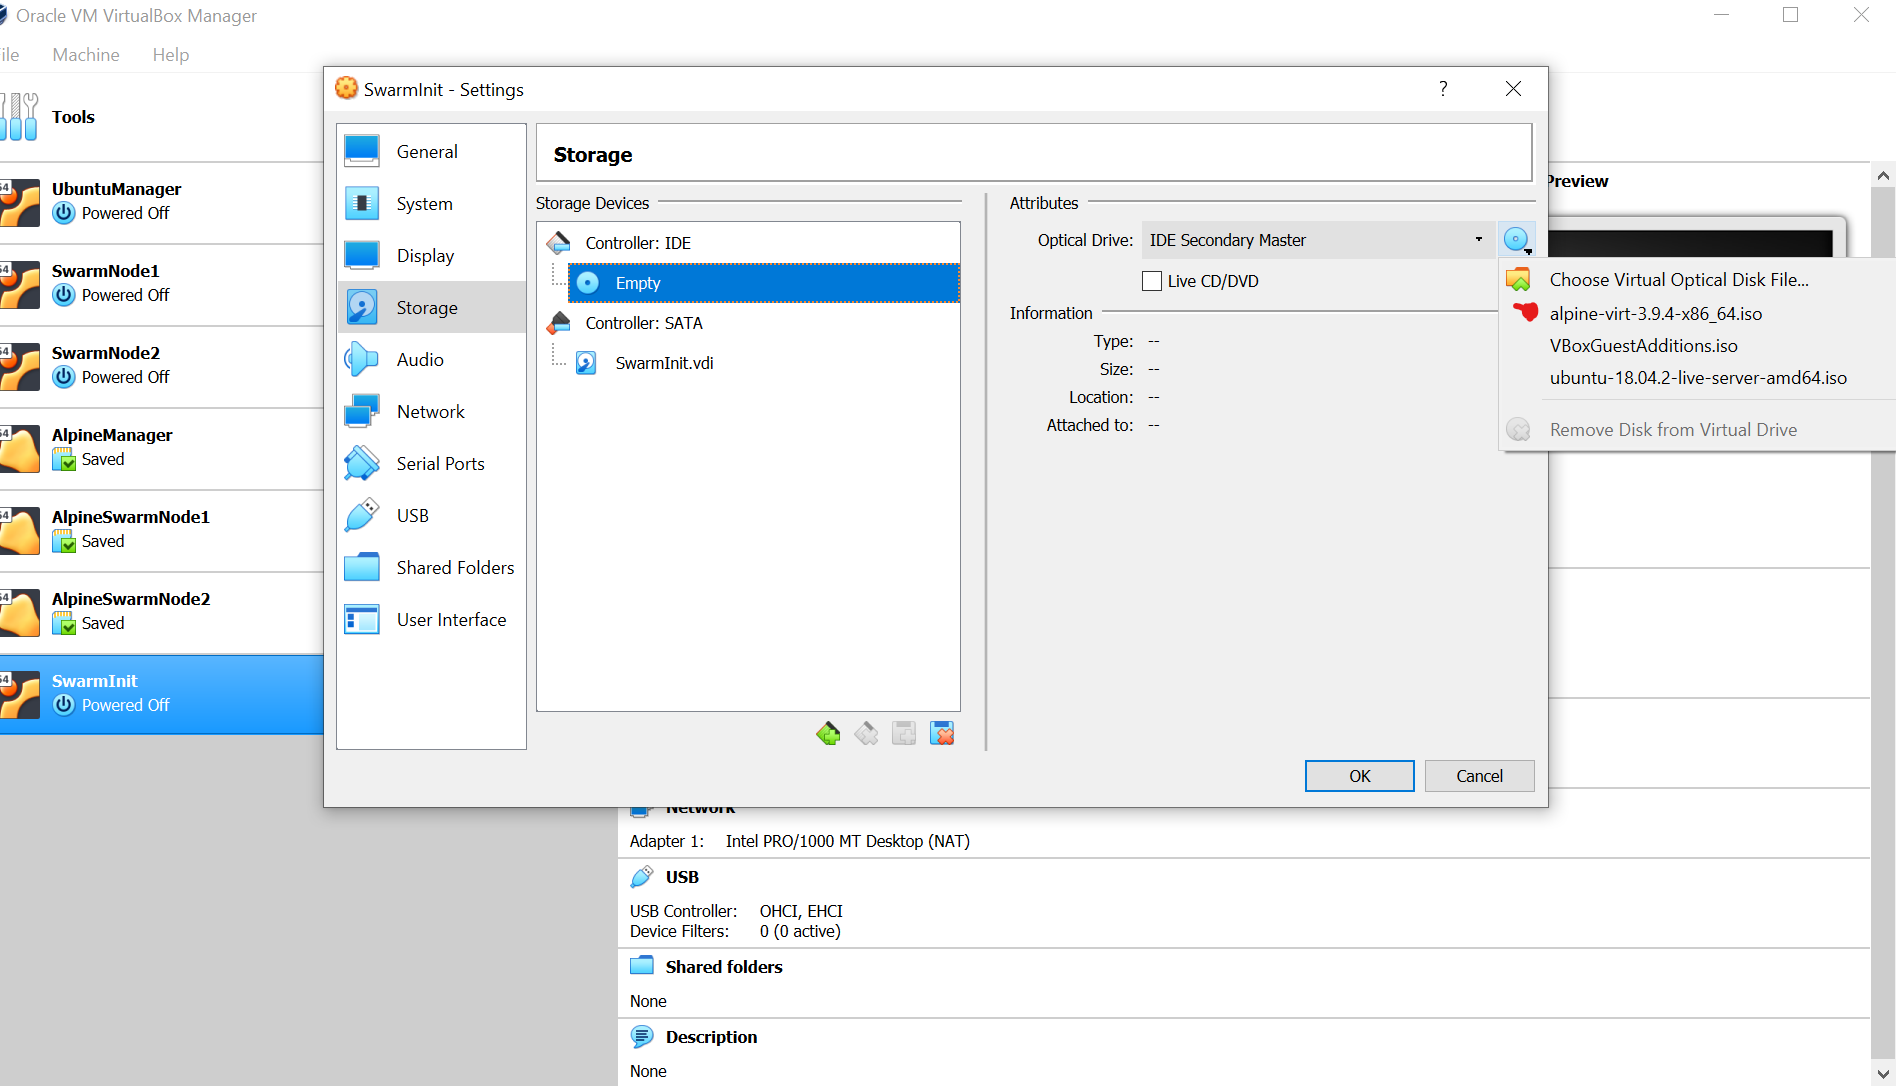 Oracle VM VirtualBox Manager
ile Machine Help
Tools
UbuntuManager
Powered Off
SwarmNode1
Powered Off
SwarmNode2
Powered Off
AlpineManager
Saved
AlpineSwarmNode1
Saved
AlpineSwarmNode2
Saved
SwarmInit
Powered Off
SwarmInit - Settings
?
General
System
Display
Storage
Audio
Network
Serial Ports
USB
Shared Folders
User Interface
Storage
Storage Devices
Controller: IDE
Empty
Controller: SATA
SwarmInit.vdi
Attributes
Optical Drive: IDE Secondary Master
Live CD/DVD
Information
Type: --
Size: --
Location: --
Attached to: --
OK
Cancel
Preview
Choose Virtual Optical Disk File...
alpine-virt-3.9.4-x86_64.iso
VBoxGuestAdditions.iso
ubuntu-18.04.2-live-server-amd64.iso
Remove Disk from Virtual Drive
Network
Adapter 1: Intel PRO/1000 MT Desktop (NAT)
USB
USB Controller: OHCI, EHCI
Device Filters: 0 (0 active)
Shared folders
None
Description
None